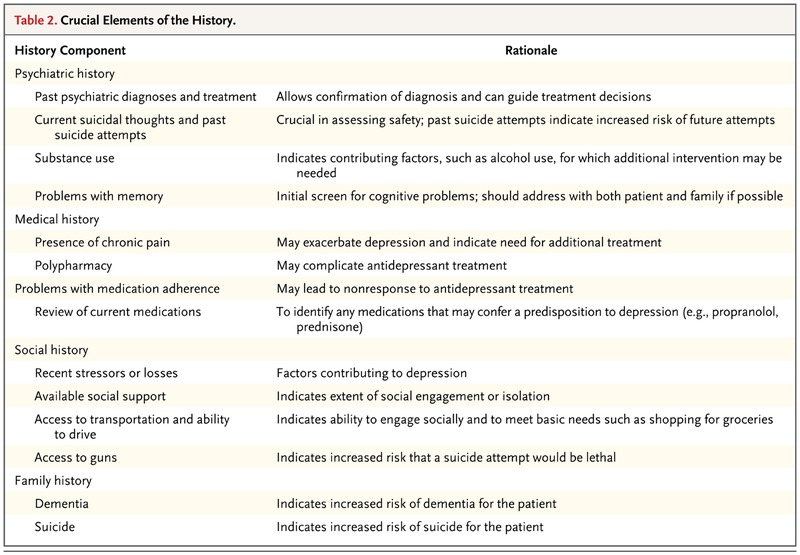 Table 2. Crucial Elements of the History.
History Component Rationale
Psychiatric history
Past psychiatric diagnoses and treatment Allows confirmation of diagnosis and can guide treatment decisions
Current suicidal thoughts and past Crucial in assessing safety; past suicide attempts indicate increased risk of future attempts
suicide attempts
Substance use Indicates contributing factors, such as alcohol use, for which additional intervention may be
needed
Problems with memory Initial screen for cognitive problems; should address with both patient and family if possible
Medical history
Presence of chronic pain May exacerbate depression and indicate need for additional treatment
Polypharmacy May complicate antidepressant treatment
Problems with medication adherence May lead to nonresponse to antidepressant treatment
Review of current medications To identify any medications that may confer a predisposition to depression (e.g., propranolol,
prednisone)
Social history
Recent stressors or losses Factors contributing to depression
Available social support Indicates extent of social engagement or isolation
Access to transportation and ability Indicates ability to engage socially and to meet basic needs such as shopping for groceries
to drive
Access to guns Indicates increased risk that a suicide attempt would be lethal
Family history
Dementia Indicates increased risk of dementia for the patient
Suicide Indicates increased risk of suicide for the patient